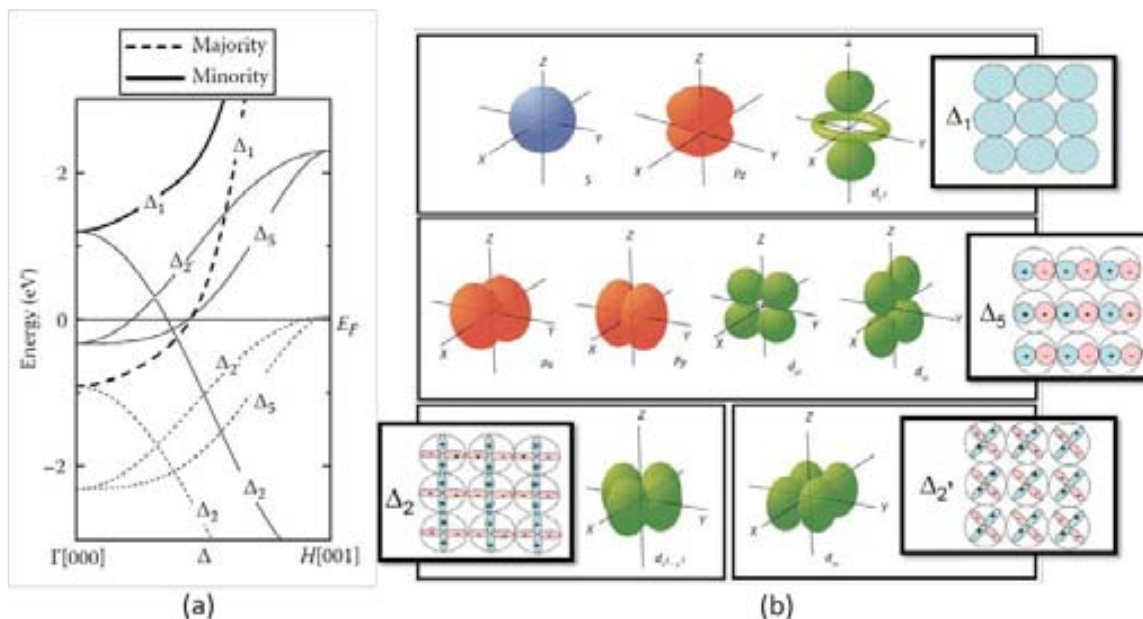 Majority
Minority
Energy (eV)
2
0
−2
Δ₁
Δ₁
Δ₂
Δ₅
E_F
Δ₂
Δ₅
Δ₂
Δ₂
Γ[000]
Δ
H[001]
(a)
Z
Y
X
S
Z
Y
X
Pz
Y
X
Δ₁
Z
Y
X
Px
Z
Y
X
Py
Z
Y
X
Z
Y
X
Δ₅
Δ₂
Z
Y
X
Z
Y
X
Δ₂'
(b)